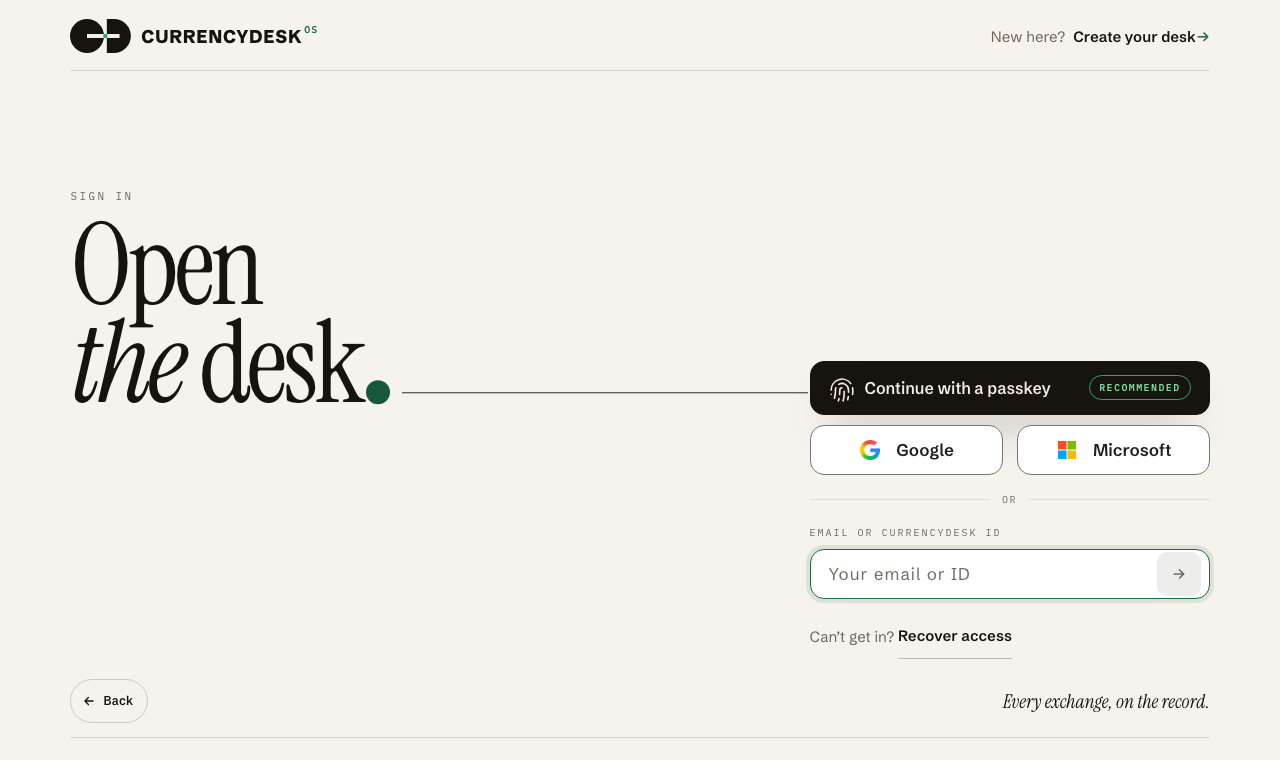 CURRENCYDESK OS
New here? Create your desk→
SIGN IN
Open
the desk.
Continue with a passkey
RECOMMENDED
Google
Microsoft
OR
EMAIL OR CURRENCYDESK ID
Your email or ID
→
Can’t get in? Recover access
← Back
Every exchange, on the record.